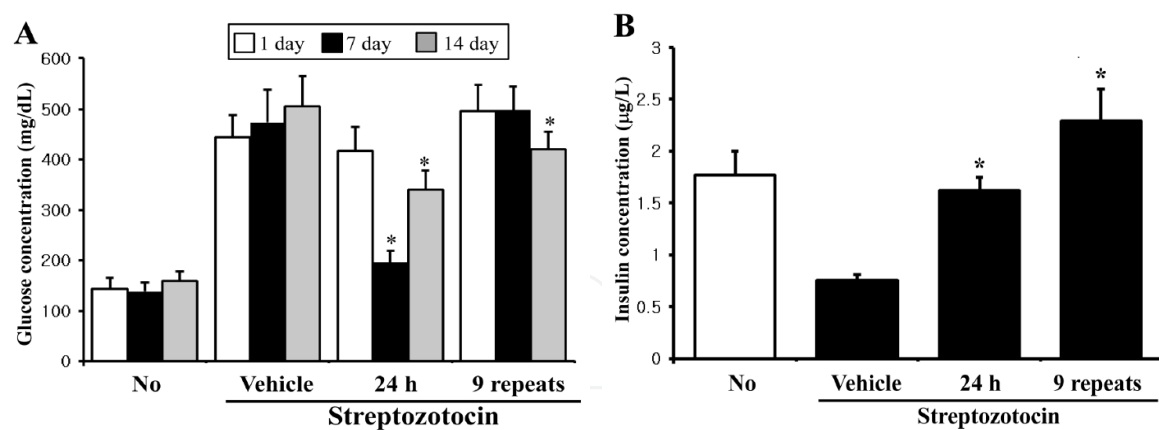 A
1 day 7 day 14 day
Glucose concentration (mg/dL)
600
500
400
300
200
100
0
*
*
*
No Vehicle 24 h 9 repeats
Streptozotocin
B
Insulin concentration (µg/L)
3
2.5
2
1.5
1
0.5
0
*
*
No Vehicle 24 h 9 repeats
Streptozotocin